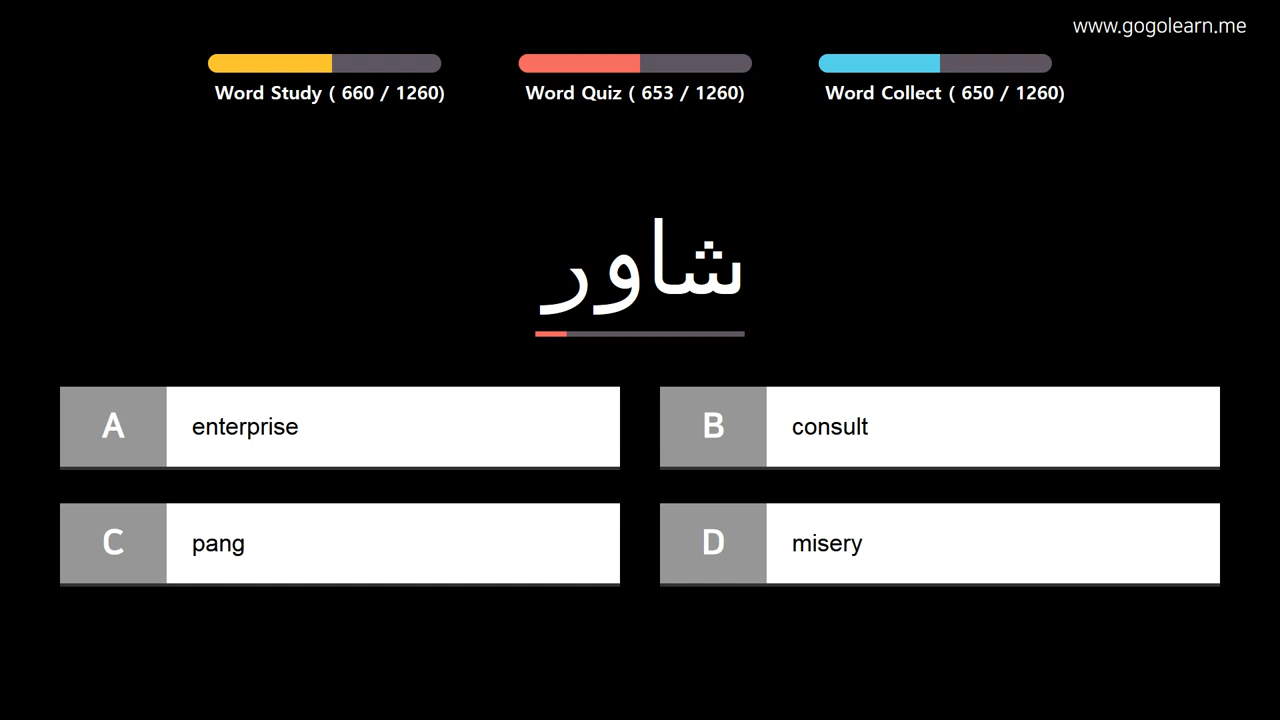 www.gogolearn.me
Word Study ( 660 / 1260)
Word Quiz ( 653 / 1260)
Word Collect ( 650 / 1260)
شاور
A enterprise
B consult
C pang
D misery